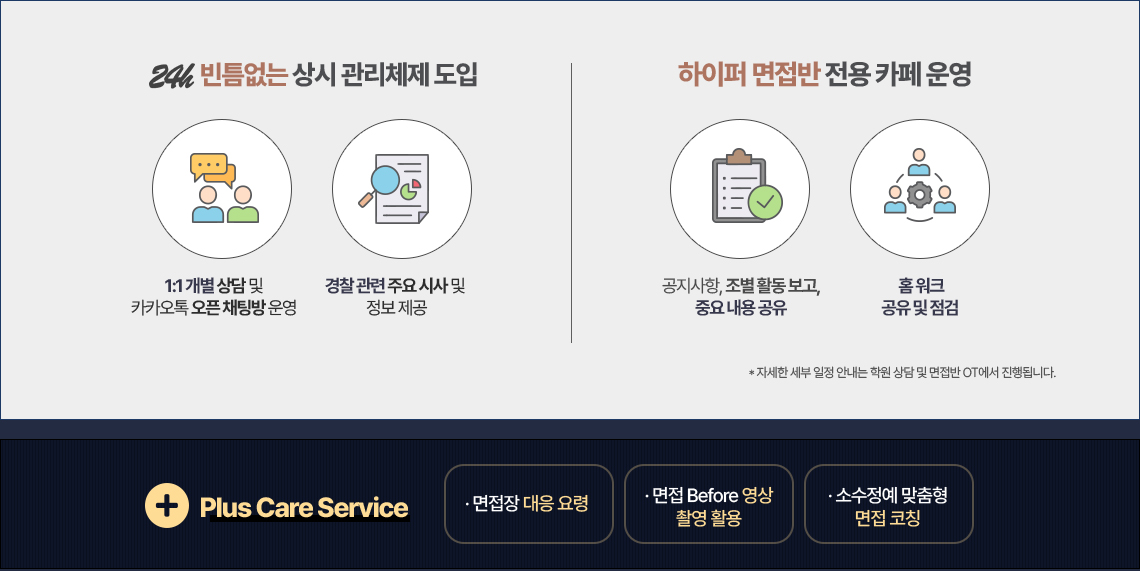 24h 빈틈없는 상시 관리체제 도입
1:1 개별 상담 및
카카오톡 오픈 채팅방 운영
경찰 관련 주요 시사 및
정보 제공
하이퍼 면접반 전용 카페 운영
공지사항, 조별 활동 보고,
중요 내용 공유
홈 워크
공유 및 점검
* 자세한 세부 일정 안내는 학원 상담 및 면접반 OT에서 진행됩니다.
Plus Care Service
· 면접장 대응 요령
· 면접 Before 영상
촬영 활용
· 소수정예 맞춤형
면접 코칭